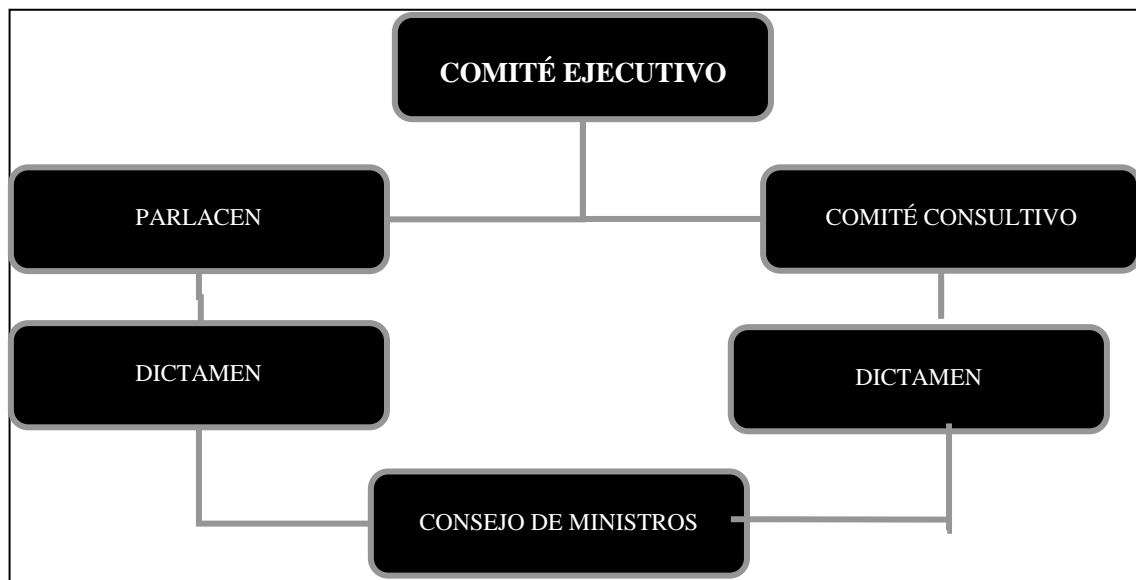 COMITÉ EJECUTIVO
PARLACEN
COMITÉ CONSULTIVO
DICTAMEN
DICTAMEN
CONSEJO DE MINISTROS